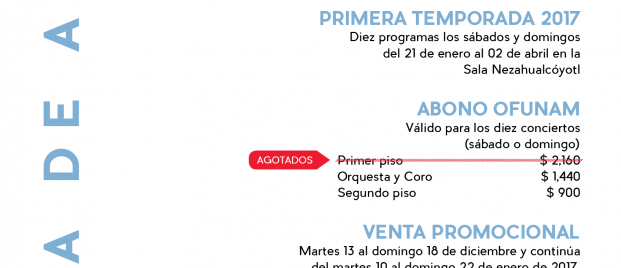 A DE A
PRIMERA TEMPORADA 2017
Diez programas los sábados y domingos
del 21 de enero al 02 de abril en la
Sala Nezahualcóyotl
ABONO OFUNAM
Válido para los diez conciertos
(sábado o domingo)
AGOTADOS Primer piso $ 2,160
Orquesta y Coro $ 1,440
Segundo piso $ 900
VENTA PROMOCIONAL
Martes 13 al domingo 18 de diciembre y continúa
del martes 10 al domingo 22 de enero de 2017.